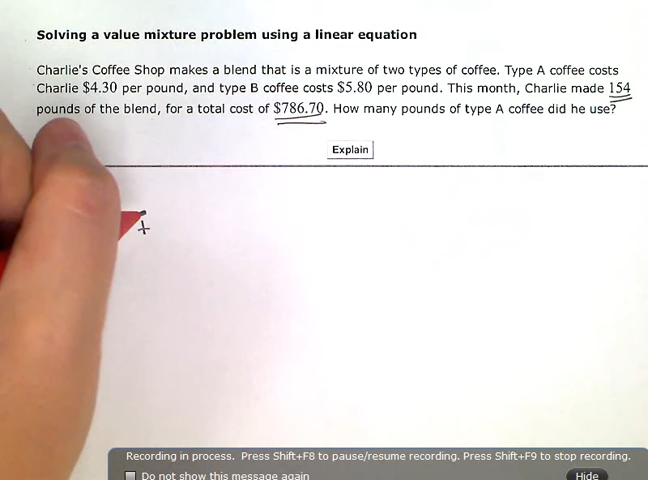 Solving a value mixture problem using a linear equation
Charlie's Coffee Shop makes a blend that is a mixture of two types of coffee. Type A coffee costs
Charlie $4.30 per pound, and type B coffee costs $5.80 per pound. This month, Charlie made 154
pounds of the blend, for a total cost of $786.70. How many pounds of type A coffee did he use?
Explain
+
Recording in process. Press Shift+F8 to pause/resume recording. Press Shift+F9 to stop recording.
Do not show this message again
Hide